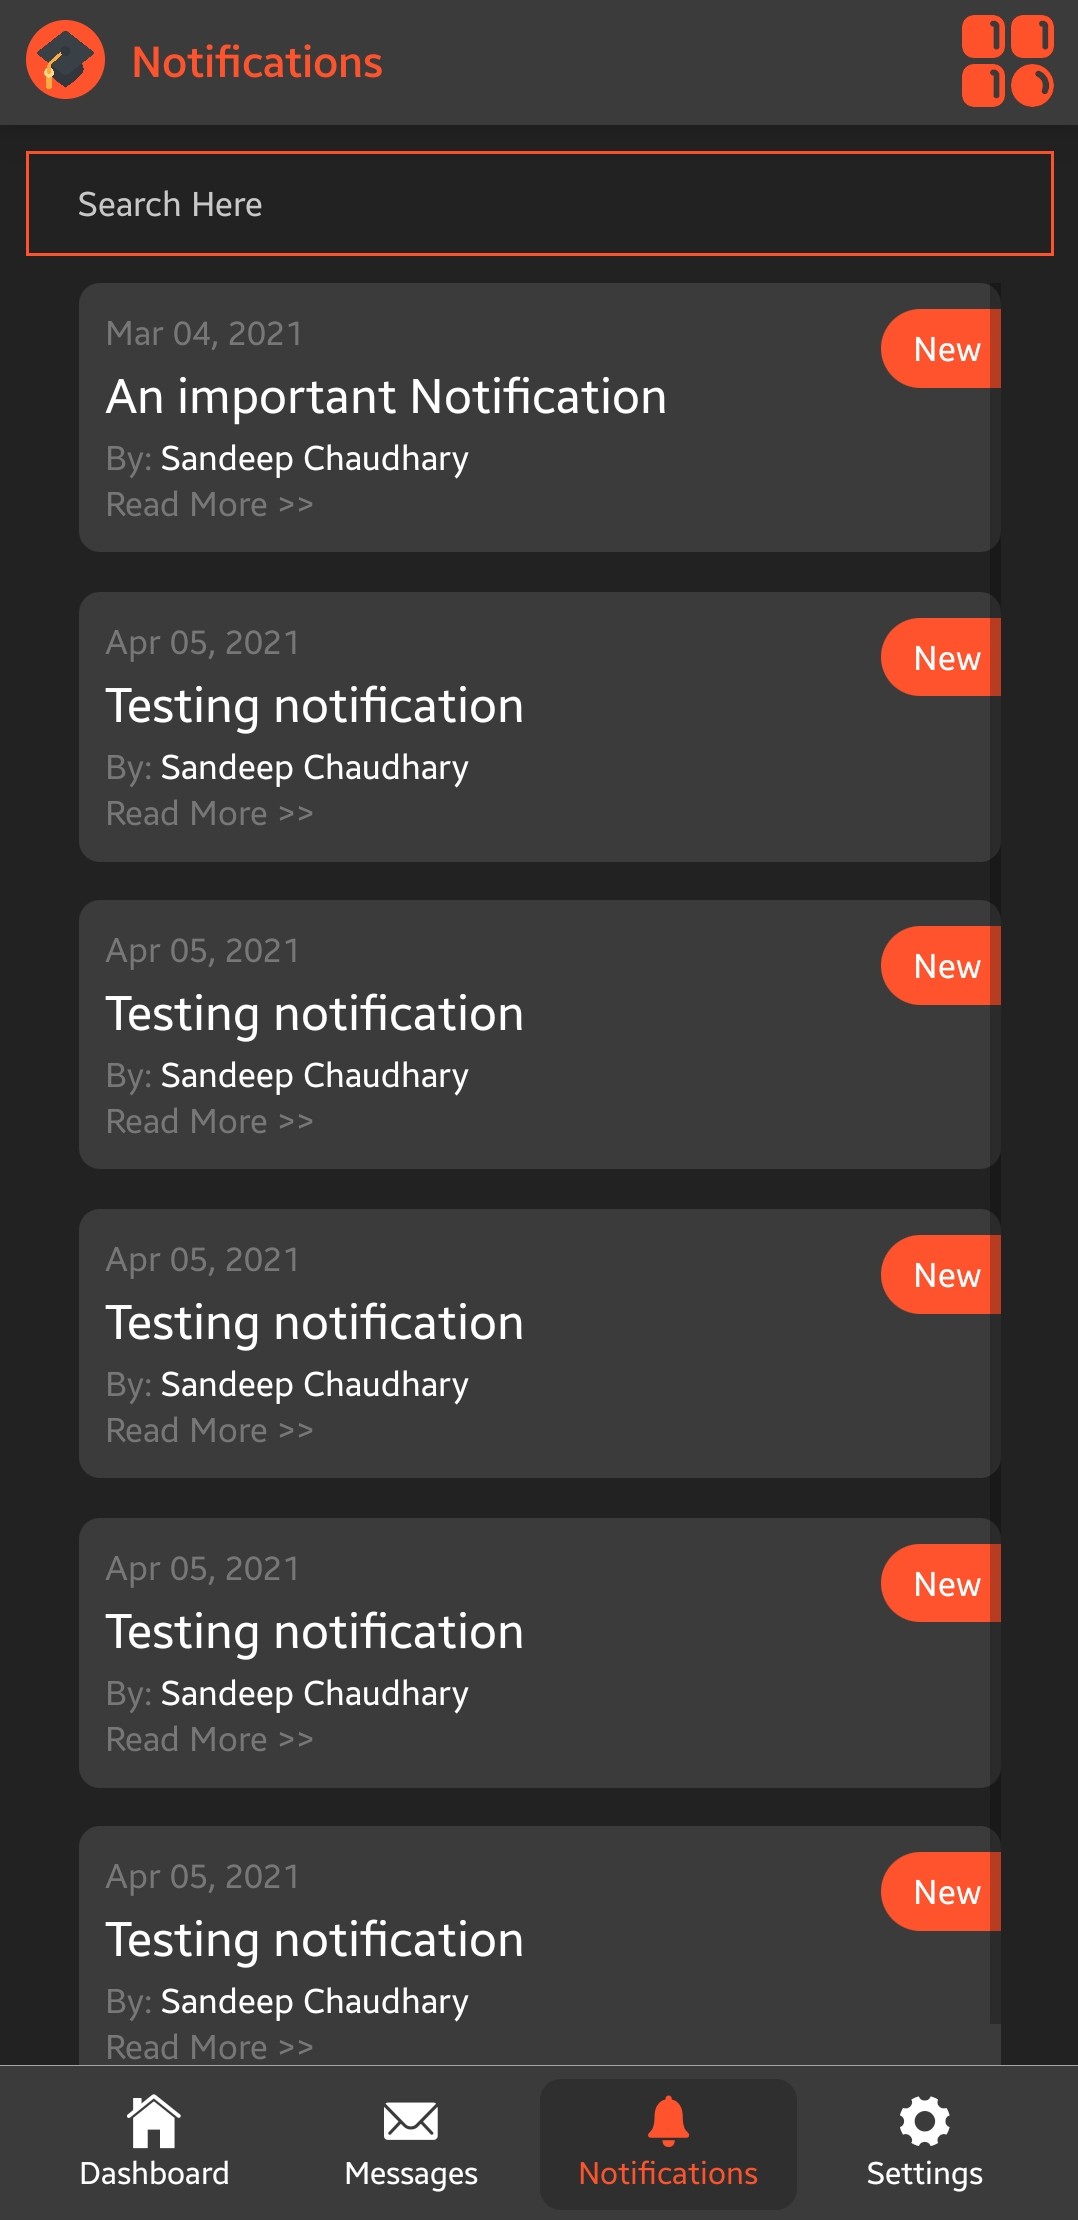 Notifications
Search Here
Mar 04, 2021
New
An important Notification
By: Sandeep Chaudhary
Read More >>
Apr 05, 2021
New
Testing notification
By: Sandeep Chaudhary
Read More >>
Apr 05, 2021
New
Testing notification
By: Sandeep Chaudhary
Read More >>
Apr 05, 2021
New
Testing notification
By: Sandeep Chaudhary
Read More >>
Apr 05, 2021
New
Testing notification
By: Sandeep Chaudhary
Read More >>
Apr 05, 2021
New
Testing notification
By: Sandeep Chaudhary
Read More >>
Dashboard Messages Notifications Settings